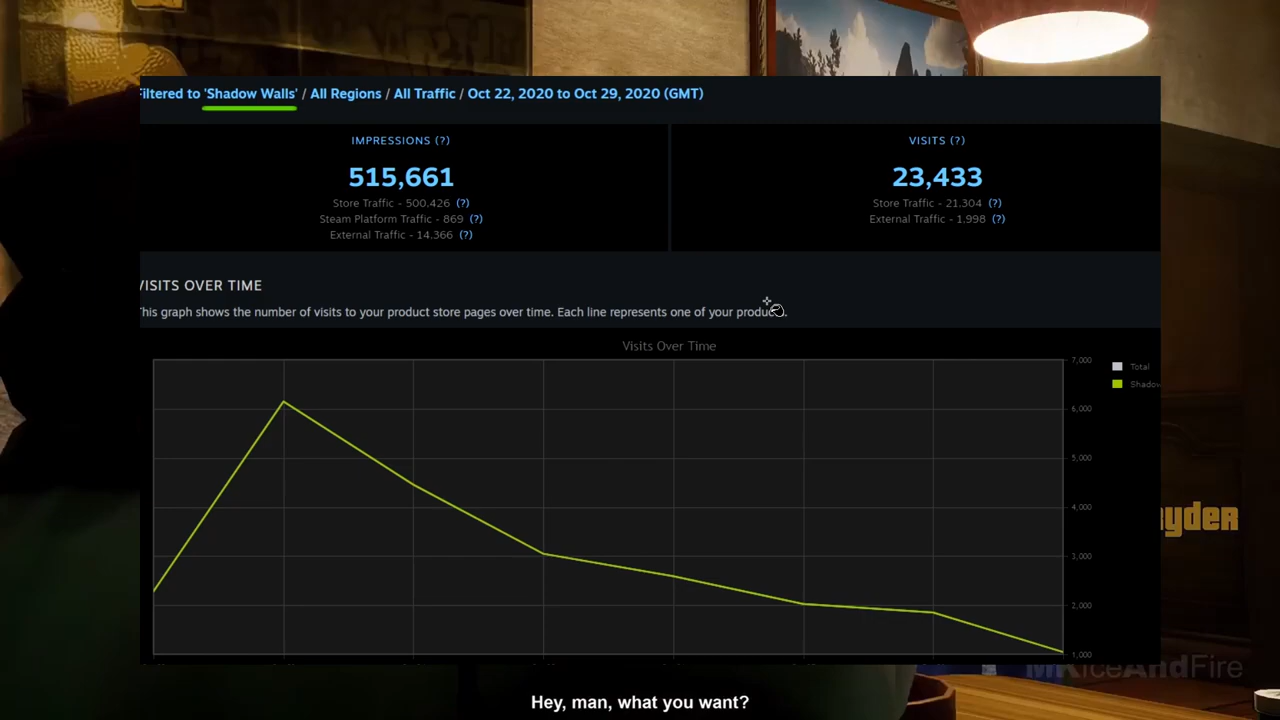 iltered to 'Shadow Walls' / All Regions / All Traffic / Oct 22, 2020 to Oct 29, 2020 (GMT)
IMPRESSIONS (?)
515,661
Store Traffic - 500,426 (?)
Steam Platform Traffic - 869 (?)
External Traffic - 14,366 (?)
VISITS (?)
23,433
Store Traffic - 21,304 (?)
External Traffic - 1,998 (?)
VISITS OVER TIME
This graph shows the number of visits to your product store pages over time. Each line represents one of your products.
Visits Over Time
7,000
6,000
5,000
4,000
3,000
2,000
1,000
Total
Shadow
yder
MKIceAndFire
Hey, man, what you want?